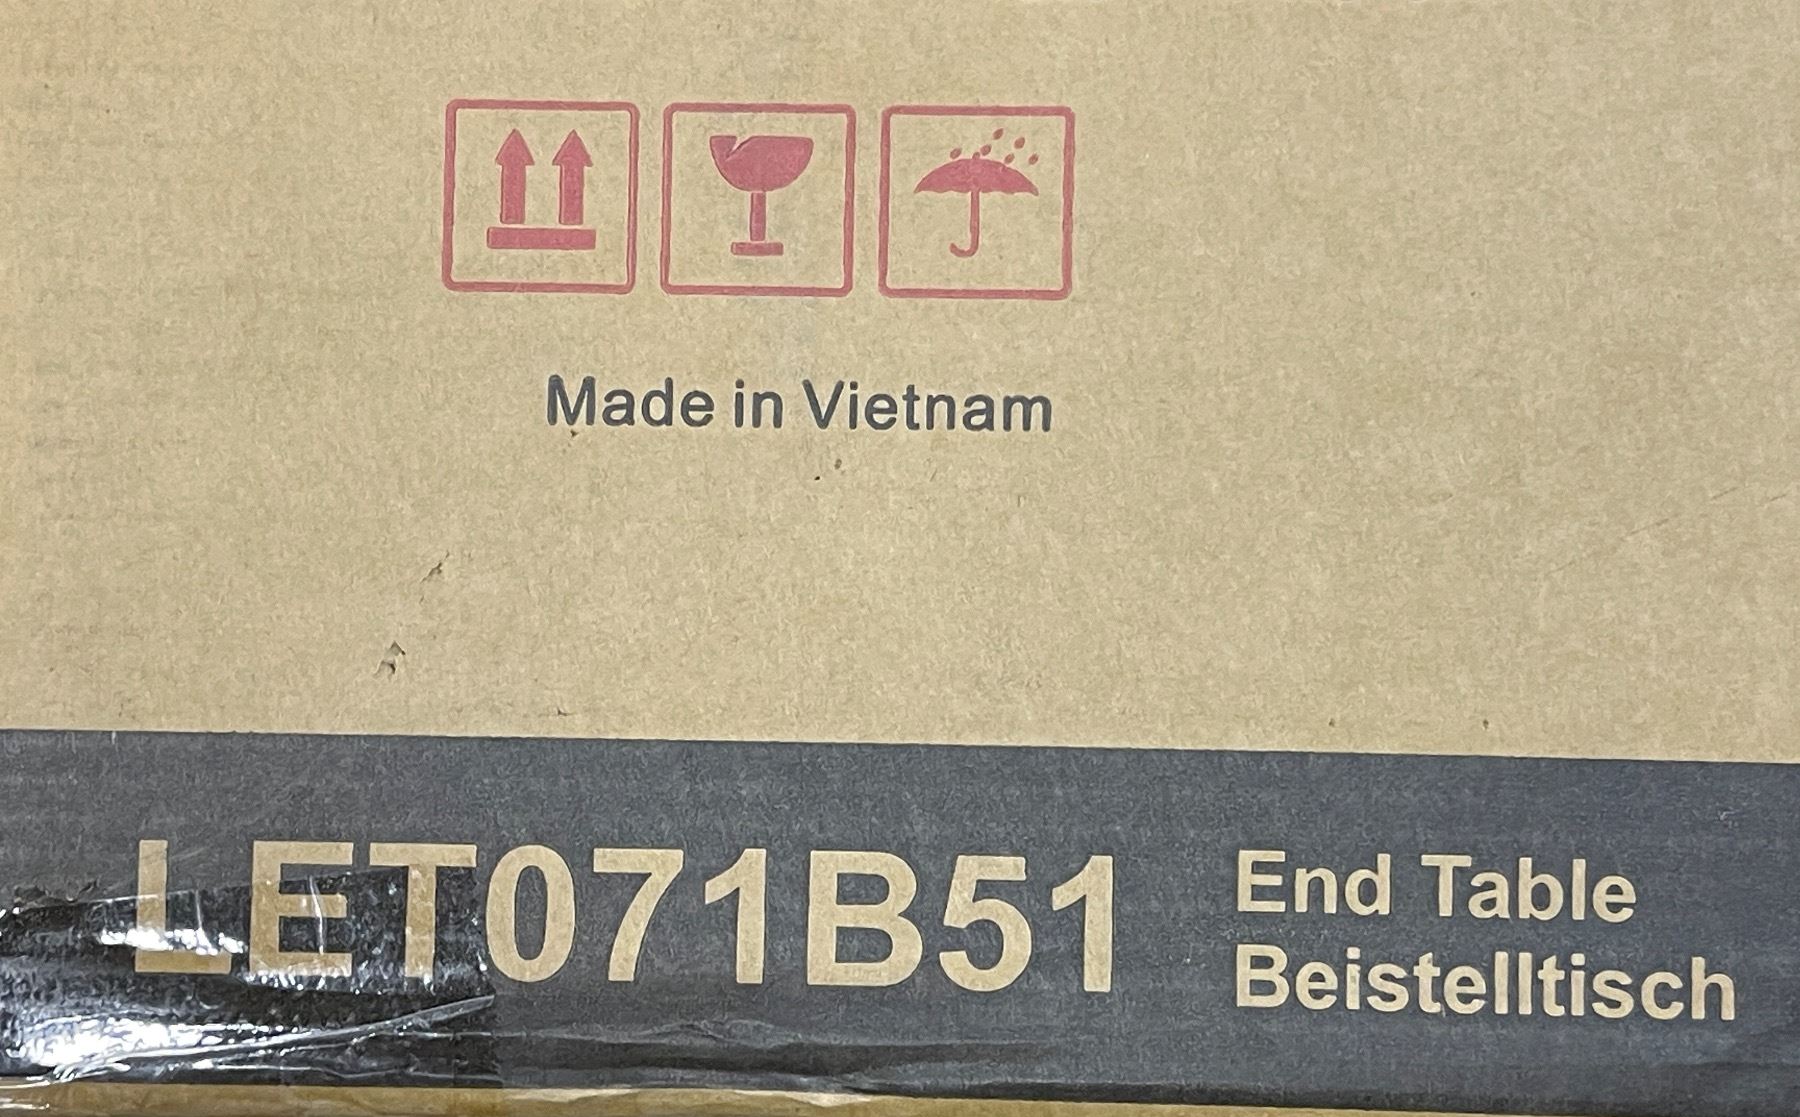 Made in Vietnam
LET071B51
End Table
Beistelltisch